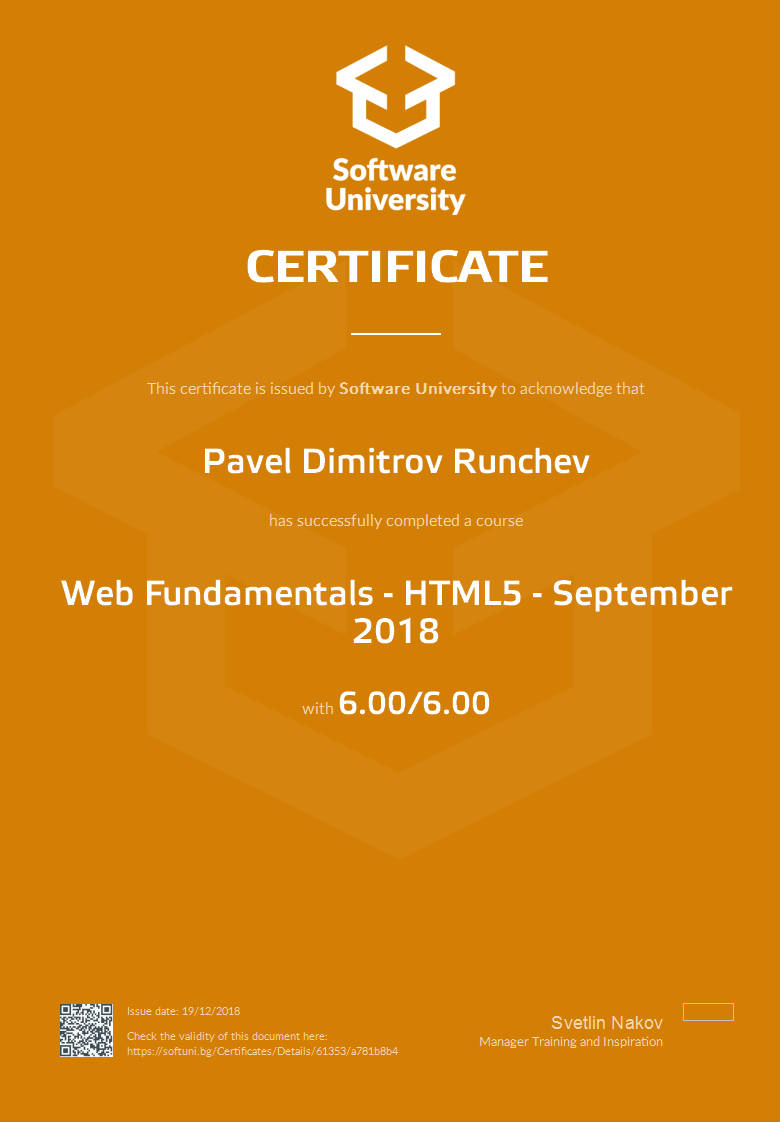 Software
University
CERTIFICATE
This certificate is issued by Software University to acknowledge that
Pavel Dimitrov Runchev
has successfully completed a course
Web Fundamentals - HTML5 - September
2018
with 6.00/6.00
Issue date: 19/12/2018
Check the validity of this document here:
https://softuni.bg/Certificates/Details/61353/a781b8b4
Svetlin Nakov
Manager Training and Inspiration